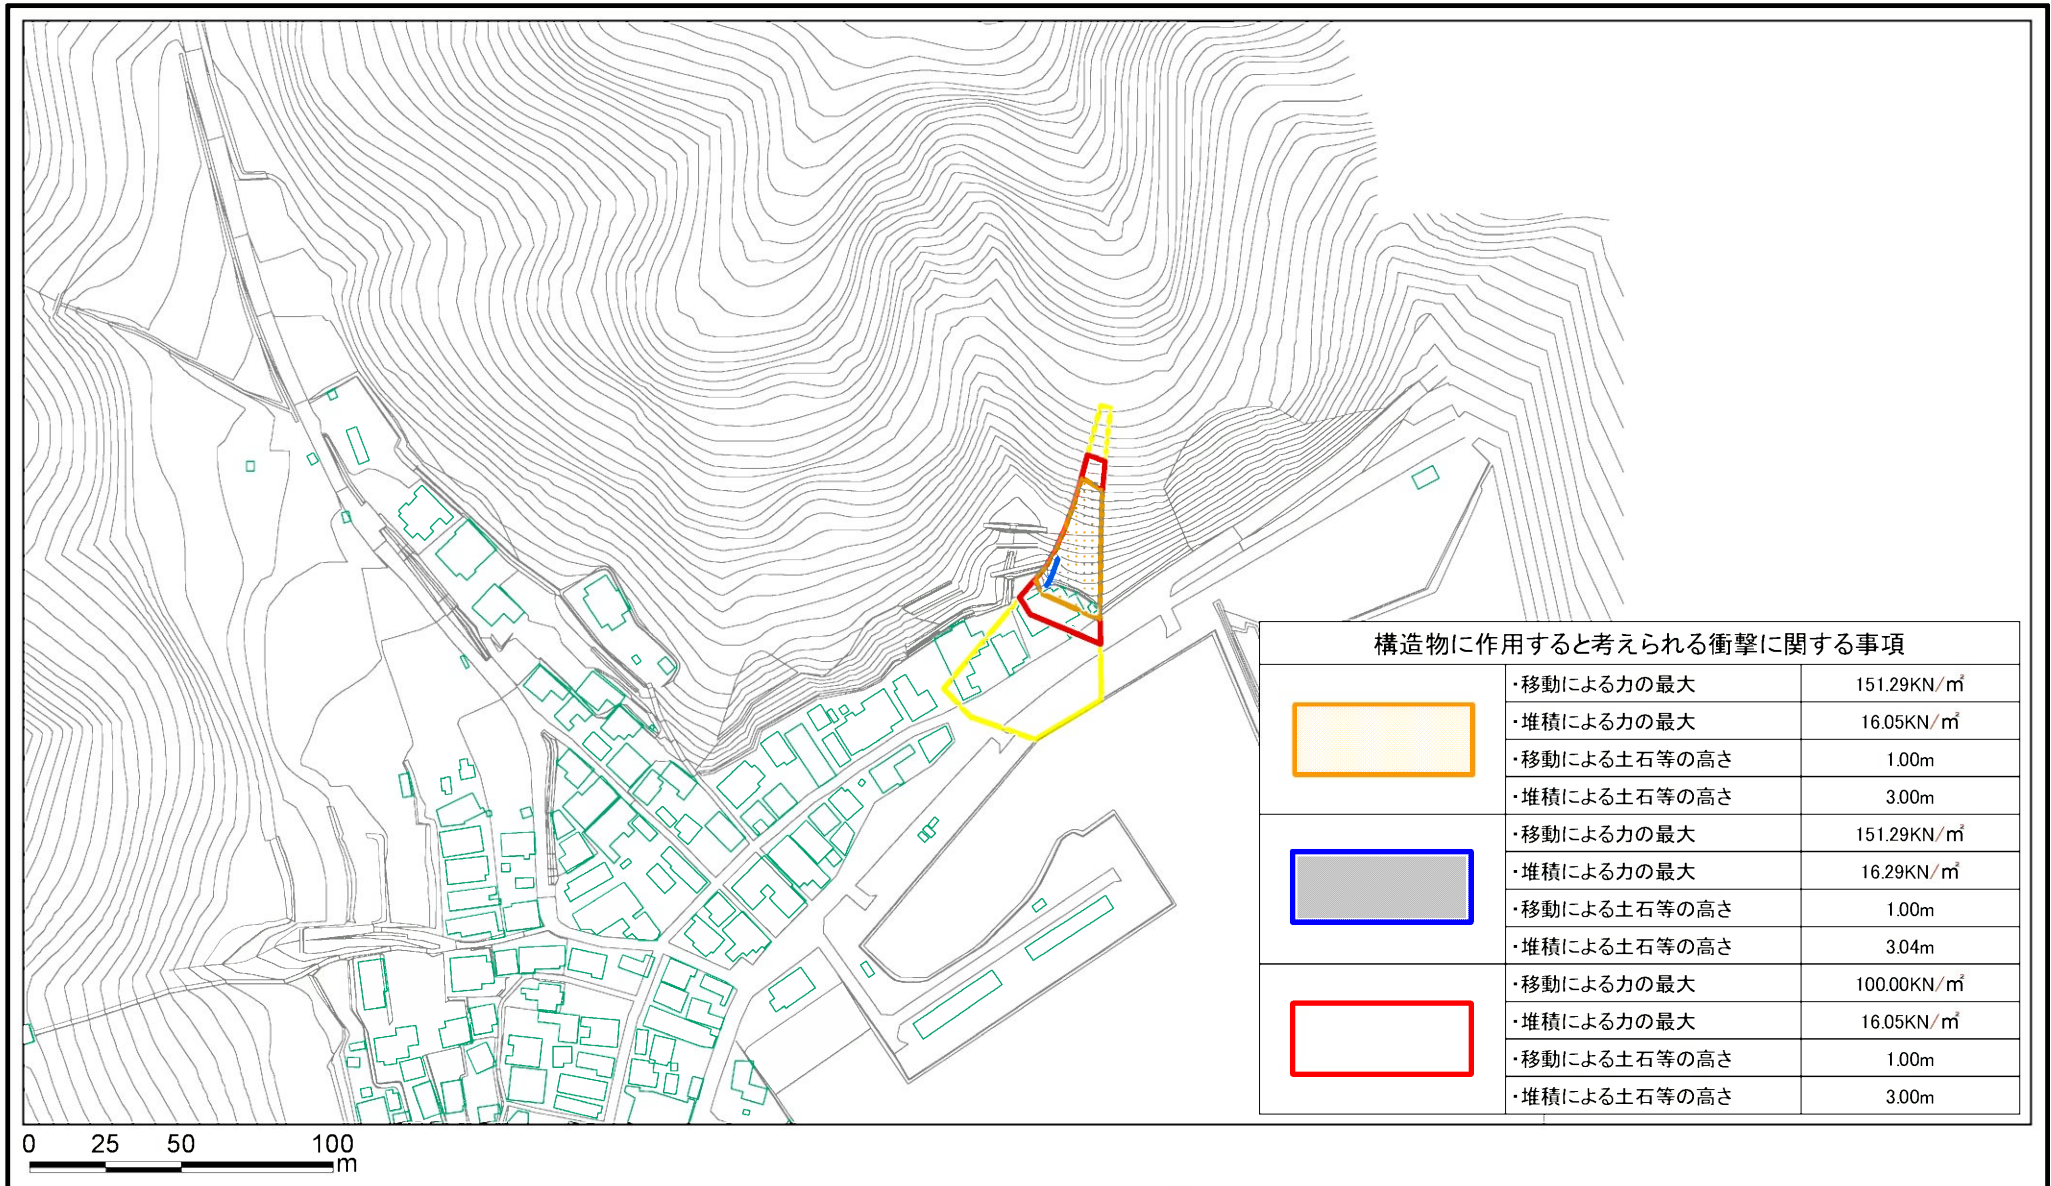 構造物に作用すると考えられる衝撃に関する事項
・移動による力の最大 151.29KN/㎡
・堆積による力の最大 16.05KN/㎡
・移動による土石等の高さ 1.00m
・堆積による土石等の高さ 3.00m
・移動による力の最大 151.29KN/㎡
・堆積による力の最大 16.29KN/㎡
・移動による土石等の高さ 1.00m
・堆積による土石等の高さ 3.04m
・移動による力の最大 100.00KN/㎡
・堆積による力の最大 16.05KN/㎡
・移動による土石等の高さ 1.00m
・堆積による土石等の高さ 3.00m
0 25 50 100
m